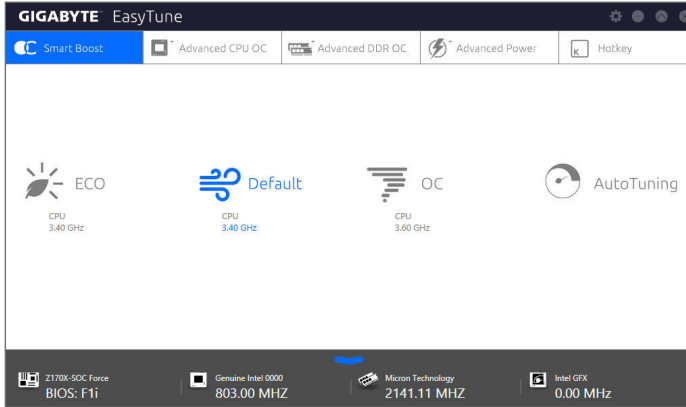 GIGABYTE™ EasyTune
Smart Boost
Advanced CPU OC
Advanced DDR OC
Advanced Power
K Hotkey
ECO
CPU
3.40 GHz
Default
CPU
3.40 GHz
OC
CPU
3.60 GHz
AutoTuning
Z170X-SOC Force
BIOS: F1i
Genuine Intel 0000
803.00 MHZ
Micron Technology
2141.11 MHZ
Intel GFX
0.00 MHz